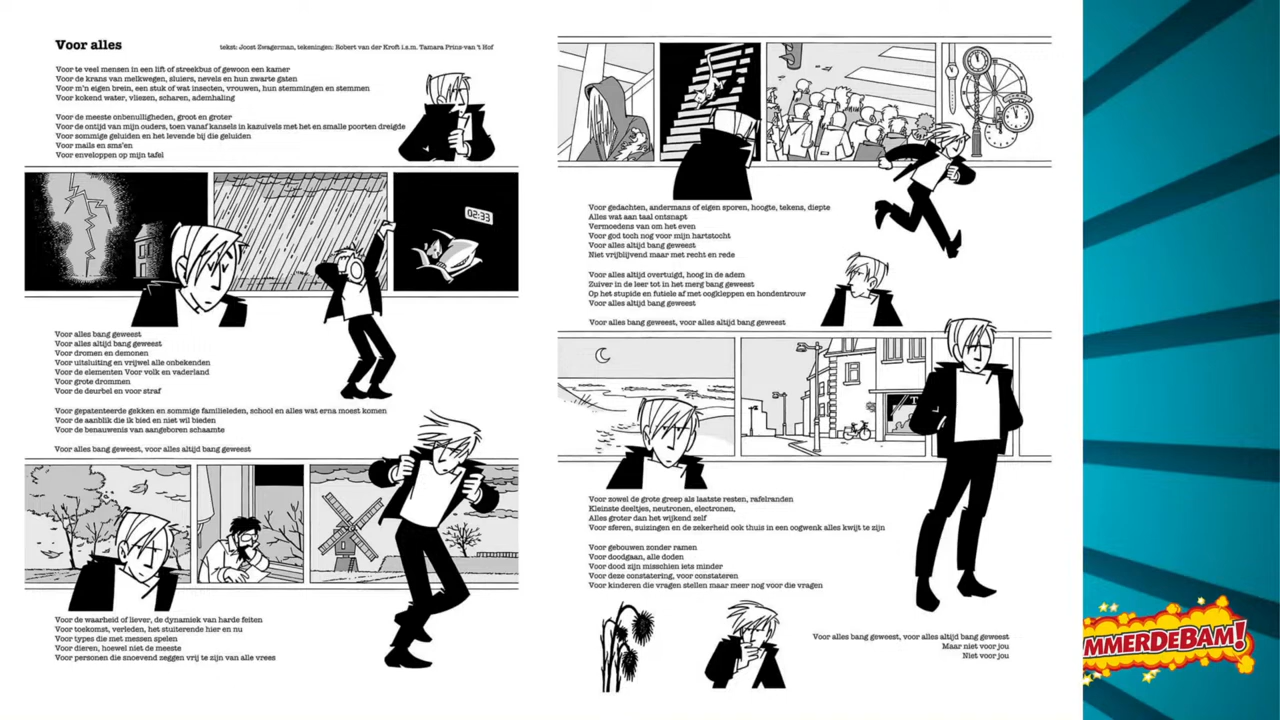 Voor alles
tekst: Joost Zwagerman, tekeningen: Robert van der Kroft i.s.m. Tamara Prins-van 't Hof
Voor te veel mensen in een lift of streekbus of gewoon een kamer
Voor de krans van melkwegen, sluiers, nevels en hun zwarte gaten
Voor m'n eigen brein, een stuk of wat insecten, vrouwen, hun stemmingen en stemmen
Voor kokend water, vliezen, scharen, ademhaling
Voor de meeste onbenulligheden, groot en groter
Voor de ontijd van mijn ouders, toen vanaf kansels in kazuivels met het en smalle poorten dreigde
Voor sommige geluiden en het levende bij die geluiden
Voor mails en sms'en
Voor enveloppen op mijn tafel
02:33
Voor alles bang geweest
Voor alles altijd bang geweest
Voor dromen en demonen
Voor uitsluiting en vrijwel alle onbekenden
Voor de elementen Voor volk en vaderland
Voor grote drommen
Voor de deurbel en voor straf
Voor gepatenteerde gekken en sommige familieleden, school en alles wat erna moest komen
Voor de aanblik die ik bied en niet wil bieden
Voor de benauwenis van aangeboren schaamte
Voor alles bang geweest, voor alles altijd bang geweest
Voor de waarheid of liever, de dynamiek van harde feiten
Voor toekomst, verleden, het stuiterende hier en nu
Voor types die met messen spelen
Voor dieren, hoewel niet de meeste
Voor personen die snoevend zeggen vrij te zijn van alle vrees
Voor gedachten, andermans of eigen sporen, hoogte, tekens, diepte
Alles wat aan taal ontsnapt
Vermoedens van om het even
Voor god toch nog voor mijn hartstocht
Voor alles altijd bang geweest
Niet vrijblijvend maar met recht en rede
Voor alles altijd overtuigd, hoog in de adem
Zuiver in de leer tot in het merg bang geweest
Op het stupide en futiele af met oogkleppen en hondentrouw
Voor alles altijd bang geweest
Voor alles bang geweest, voor alles altijd bang geweest
Voor zowel de grote greep als laatste resten, rafelranden
Kleinste deeltjes, neutronen, electronen,
Alles groter dan het wijkend zelf
Voor sferen, suizingen en de zekerheid ook thuis in een oogwenk alles kwijt te zijn
Voor gebouwen zonder ramen
Voor doodgaan, alle doden
Voor dood zijn misschien iets minder
Voor deze constatering, voor constateren
Voor kinderen die vragen stellen maar meer nog voor die vragen
Voor alles bang geweest, voor alles altijd bang geweest
Maar niet voor jou
Niet voor jou
MMERDEBAM!